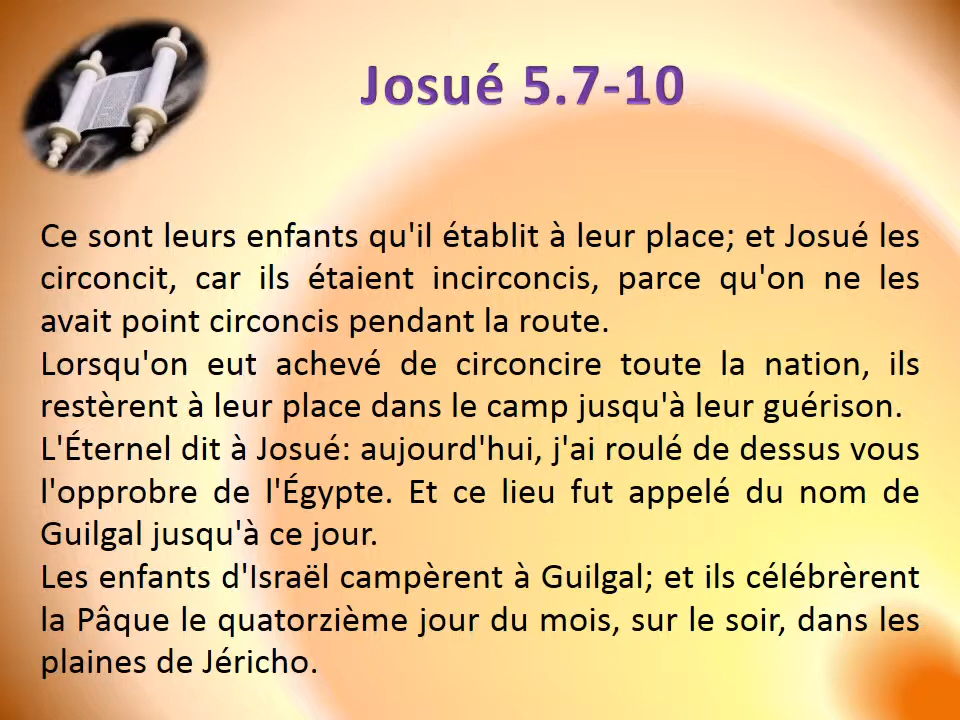 Josué 5.7-10
Ce sont leurs enfants qu'il établit à leur place; et Josué les
circoncit, car ils étaient incirconcis, parce qu'on ne les
avait point circoncis pendant la route.
Lorsqu'on eut achevé de circoncire toute la nation, ils
restèrent à leur place dans le camp jusqu'à leur guérison.
L'Éternel dit à Josué: aujourd'hui, j'ai roulé de dessus vous
l'opprobre de l'Égypte. Et ce lieu fut appelé du nom de
Guilgal jusqu'à ce jour.
Les enfants d'Israël campèrent à Guilgal; et ils célébrèrent
la Pâque le quatorzième jour du mois, sur le soir, dans les
plaines de Jéricho.